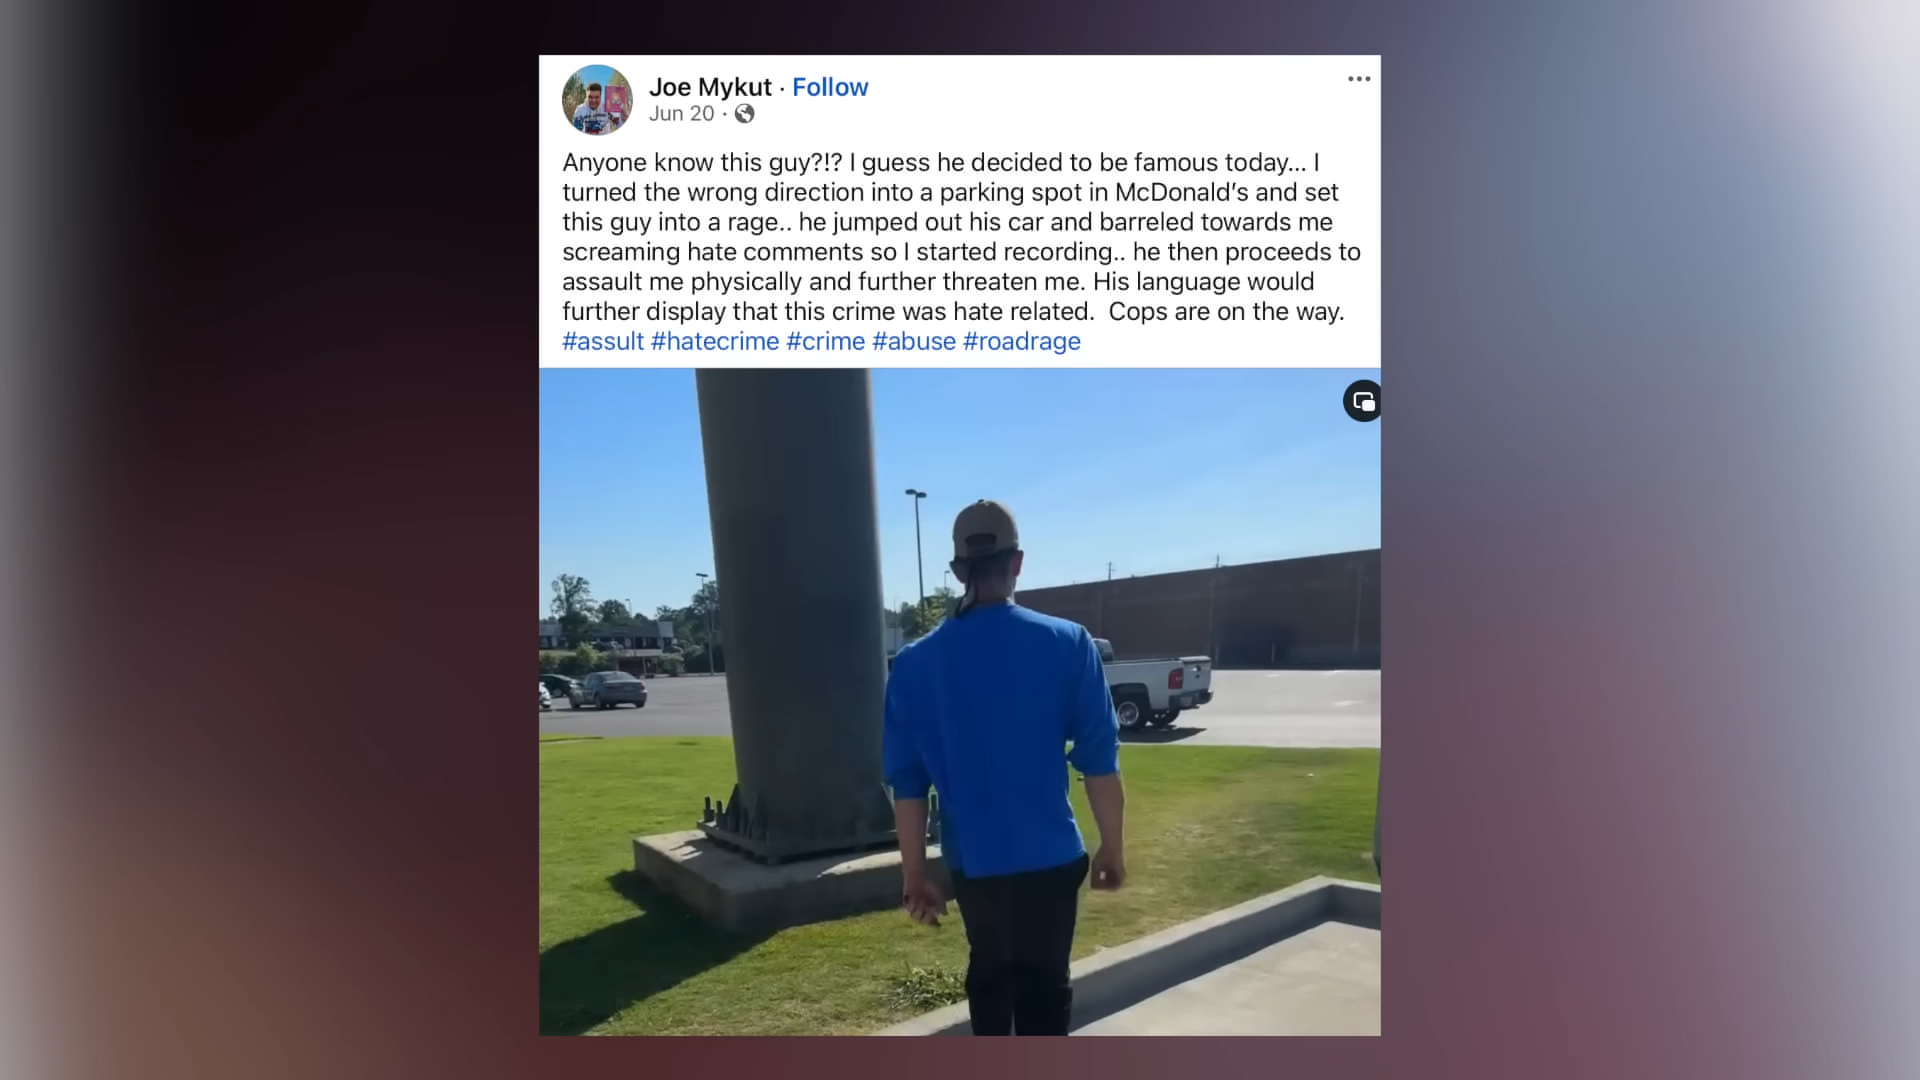 Joe Mykut · Follow
Jun 20 ·
Anyone know this guy?!? I guess he decided to be famous today... I
turned the wrong direction into a parking spot in McDonald's and set
this guy into a rage.. he jumped out his car and barreled towards me
screaming hate comments so I started recording.. he then proceeds to
assault me physically and further threaten me. His language would
further display that this crime was hate related.  Cops are on the way.
#assult #hatecrime #crime #abuse #roadrage